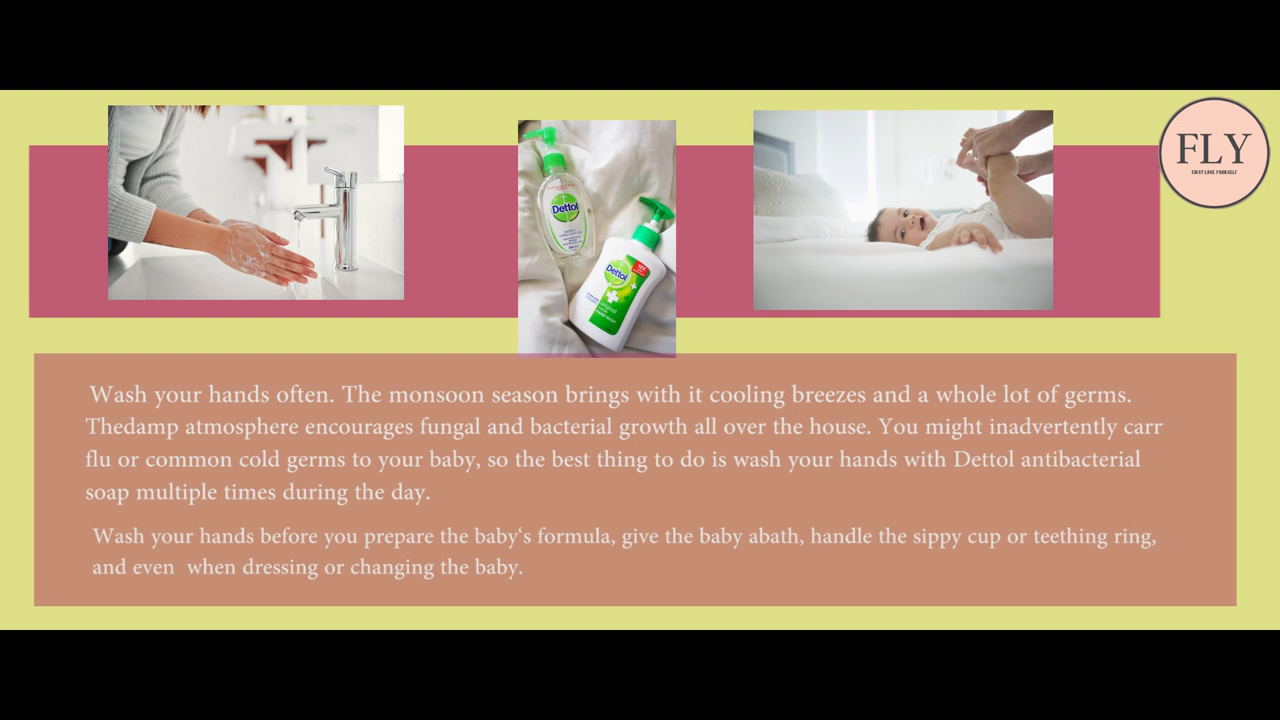 FLY
FIRST LOVE YOURSELF
Dettol
Dettol
Wash your hands often. The monsoon season brings with it cooling breezes and a whole lot of germs.
Thedamp atmosphere encourages fungal and bacterial growth all over the house. You might inadvertently carr
flu or common cold germs to your baby, so the best thing to do is wash your hands with Dettol antibacterial
soap multiple times during the day.
Wash your hands before you prepare the baby‘s formula, give the baby abath, handle the sippy cup or teething ring,
and even when dressing or changing the baby.